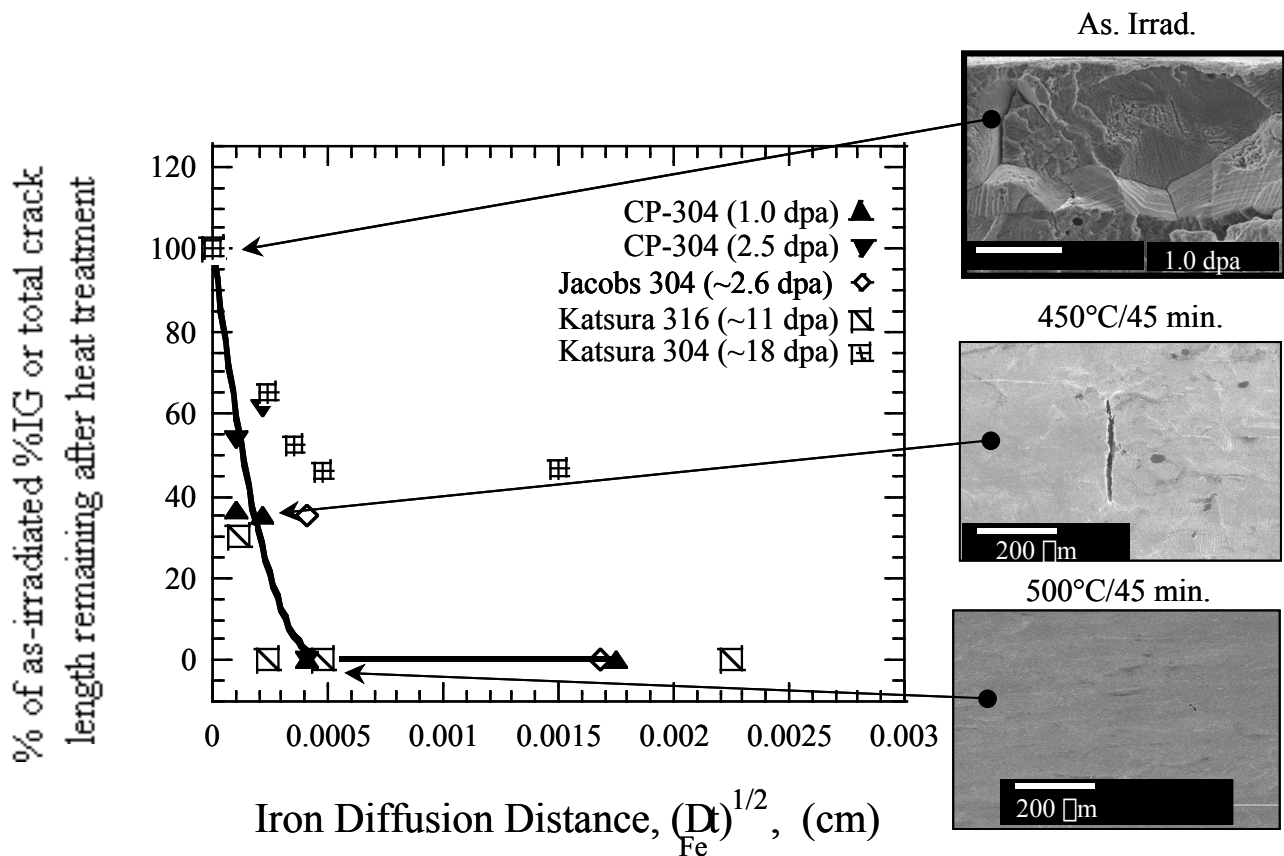 As. Irrad.
1.0 dpa
% of as-irradiated %IG or total crack
length remaining after heat treatment
120
100
80
60
40
20
0
CP-304 (1.0 dpa)
CP-304 (2.5 dpa)
Jacobs 304 (~2.6 dpa)
Katsura 316 (~11 dpa)
Katsura 304 (~18 dpa)
450°C/45 min.
200 □m
500°C/45 min.
200 □m
0 0.0005 0.001 0.0015 0.002 0.0025 0.003
Iron Diffusion Distance, (Dt)^1/2, (cm)
Fe